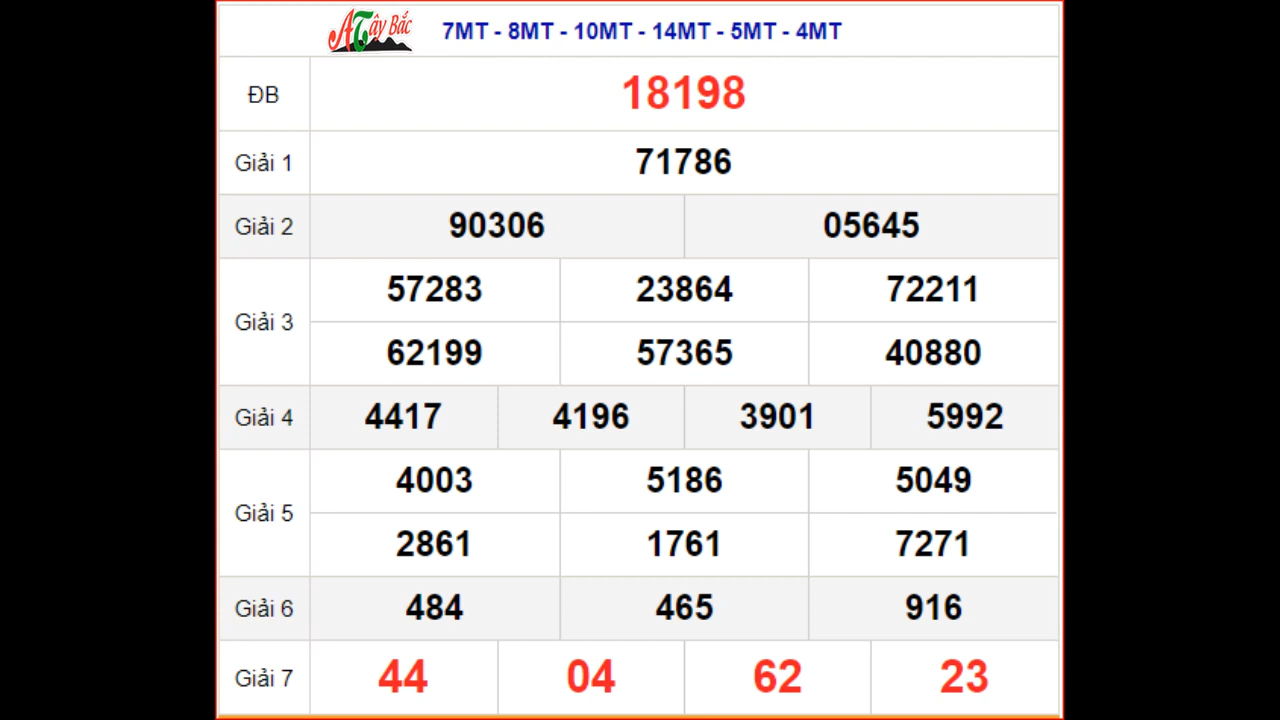 ATây Bắc 7MT - 8MT - 10MT - 14MT - 5MT - 4MT
ĐB 18198
Giải 1 71786
Giải 2 90306 05645
Giải 3 57283 23864 72211
62199 57365 40880
Giải 4 4417 4196 3901 5992
Giải 5 4003 5186 5049
2861 1761 7271
Giải 6 484 465 916
Giải 7 44 04 62 23